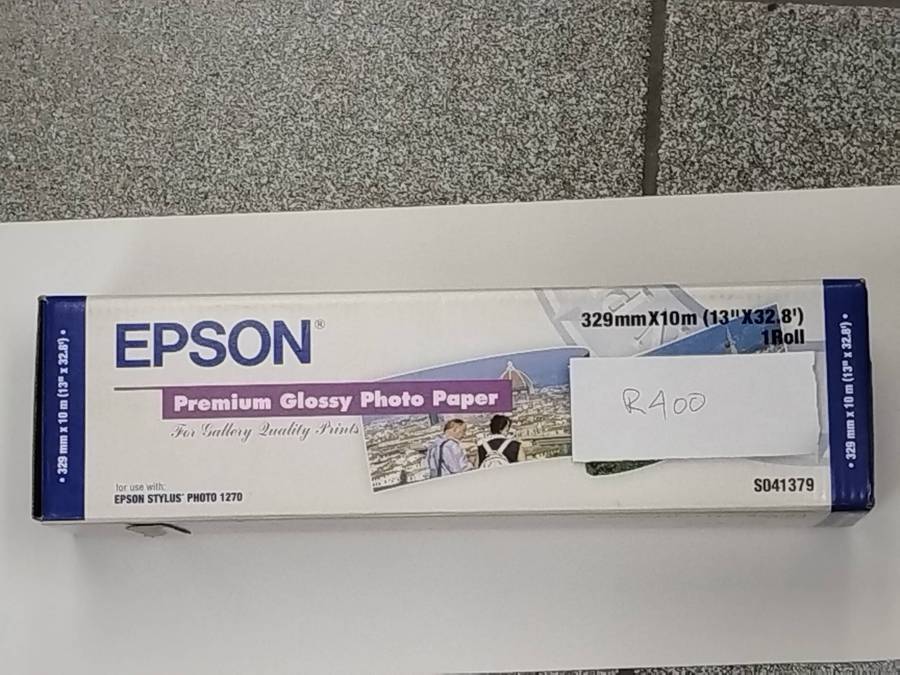 EPSON®
329mmX10m (13"X32.8')
1Roll
Premium Glossy Photo Paper
For Gallery Quality Prints
R400
for use with:
EPSON STYLUS® PHOTO 1270
S041379
• 329 mm x 10 m (13" x 32.8') •
• 329 mm x 10 m (13" x 32.8') •